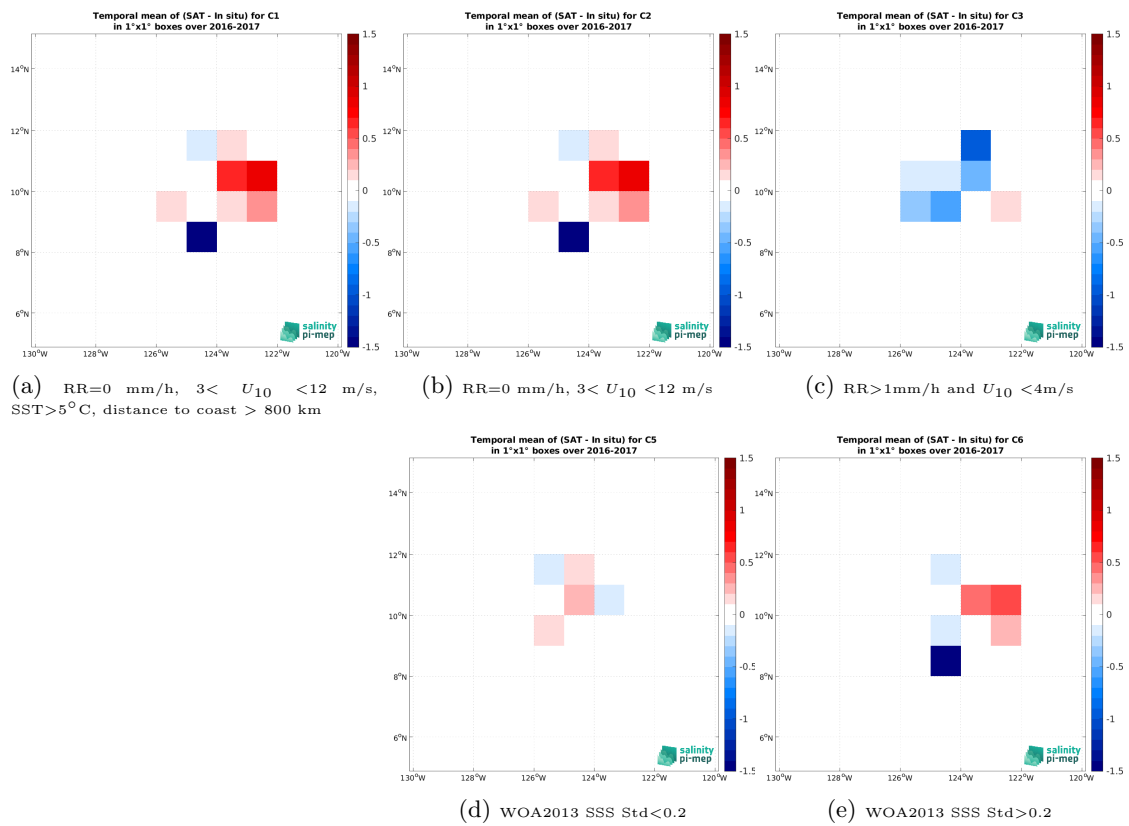 Temporal mean of (SAT - In situ) for C1
in 1°x1° boxes over 2016-2017
14°N
12°N
10°N
8°N
6°N
130°W
128°W
126°W
124°W
122°W
120°W
1.5
1
0.5
0
-0.5
-1
-1.5
salinity
pi-mep
(a) RR=0 mm/h, 3< U10 <12 m/s,
SST>5°C, distance to coast > 800 km
Temporal mean of (SAT - In situ) for C2
in 1°x1° boxes over 2016-2017
14°N
12°N
10°N
8°N
6°N
130°W
128°W
126°W
124°W
122°W
120°W
1.5
1
0.5
0
-0.5
-1
-1.5
salinity
pi-mep
(b) RR=0 mm/h, 3< U10 <12 m/s
Temporal mean of (SAT - In situ) for C3
in 1°x1° boxes over 2016-2017
14°N
12°N
10°N
8°N
6°N
130°W
128°W
126°W
124°W
122°W
120°W
1.5
1
0.5
0
-0.5
-1
-1.5
salinity
pi-mep
(c) RR>1mm/h and U10 <4m/s
Temporal mean of (SAT - In situ) for C5
in 1°x1° boxes over 2016-2017
14°N
12°N
10°N
8°N
6°N
130°W
128°W
126°W
124°W
122°W
120°W
1.5
1
0.5
0
-0.5
-1
-1.5
salinity
pi-mep
(d) WOA2013 SSS Std<0.2
Temporal mean of (SAT - In situ) for C6
in 1°x1° boxes over 2016-2017
14°N
12°N
10°N
8°N
6°N
130°W
128°W
126°W
124°W
122°W
120°W
1.5
1
0.5
0
-0.5
-1
-1.5
salinity
pi-mep
(e) WOA2013 SSS Std>0.2